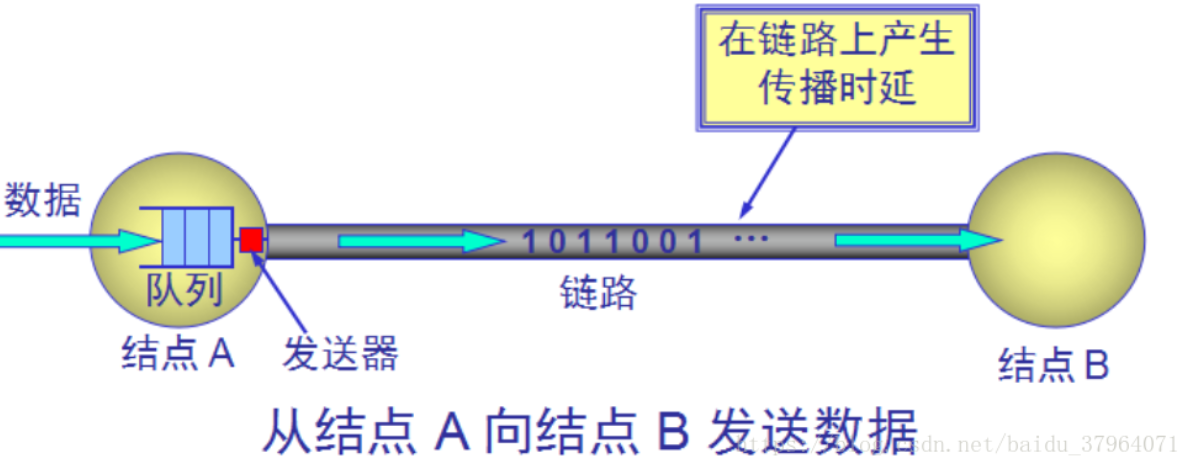 在链路上产生
传播时延
数据
1 0 1 1 0 0 1 …
队列
链路
结点 A
发送器
结点 B
从结点 A 向结点 B 发送数据
https://blog.csdn.net/baidu_37964071